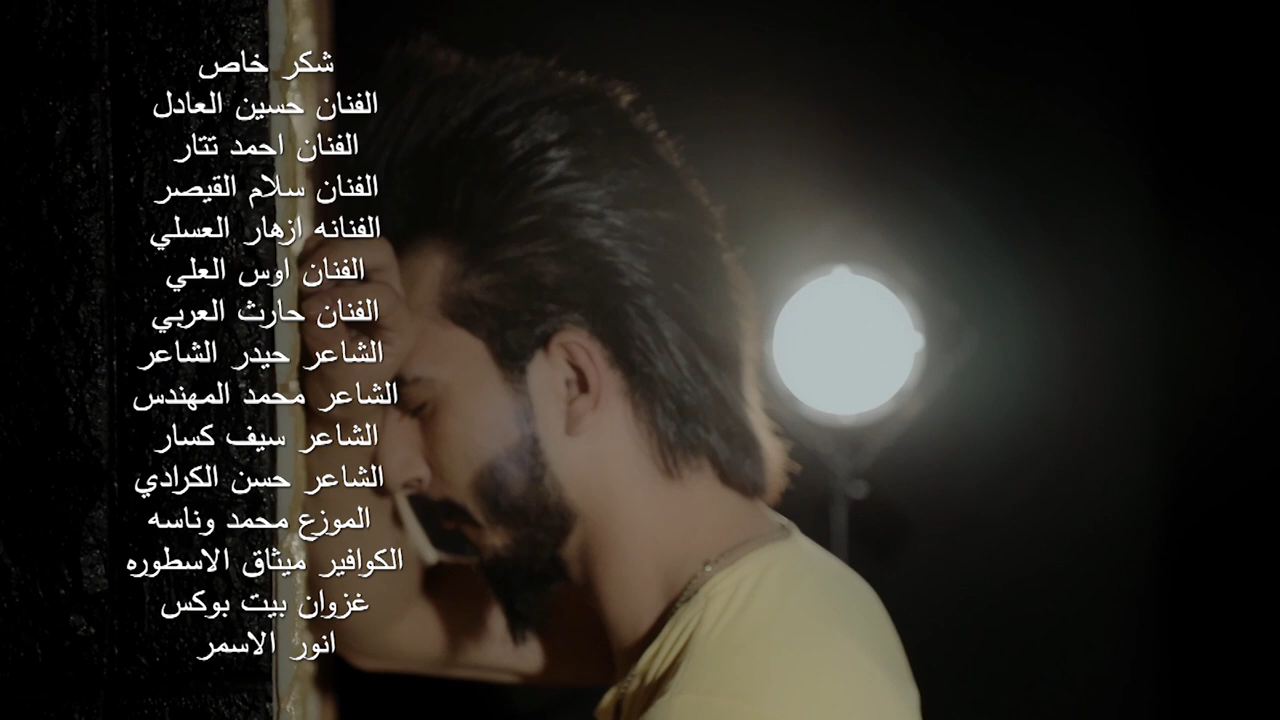 شكر خاص
الفنان حسين العادل
الفنان احمد تتار
الفنان سلام القيصر
الفنانه ازهار العسلي
الفنان اوس العلي
الفنان حارث العربي
الشاعر حيدر الشاعر
الشاعر محمد المهندس
الشاعر سيف كسار
الشاعر حسن الكرادي
الموزع محمد وناسه
الكوافير ميثاق الاسطوره
غزوان بيت بوكس
انور الاسمر